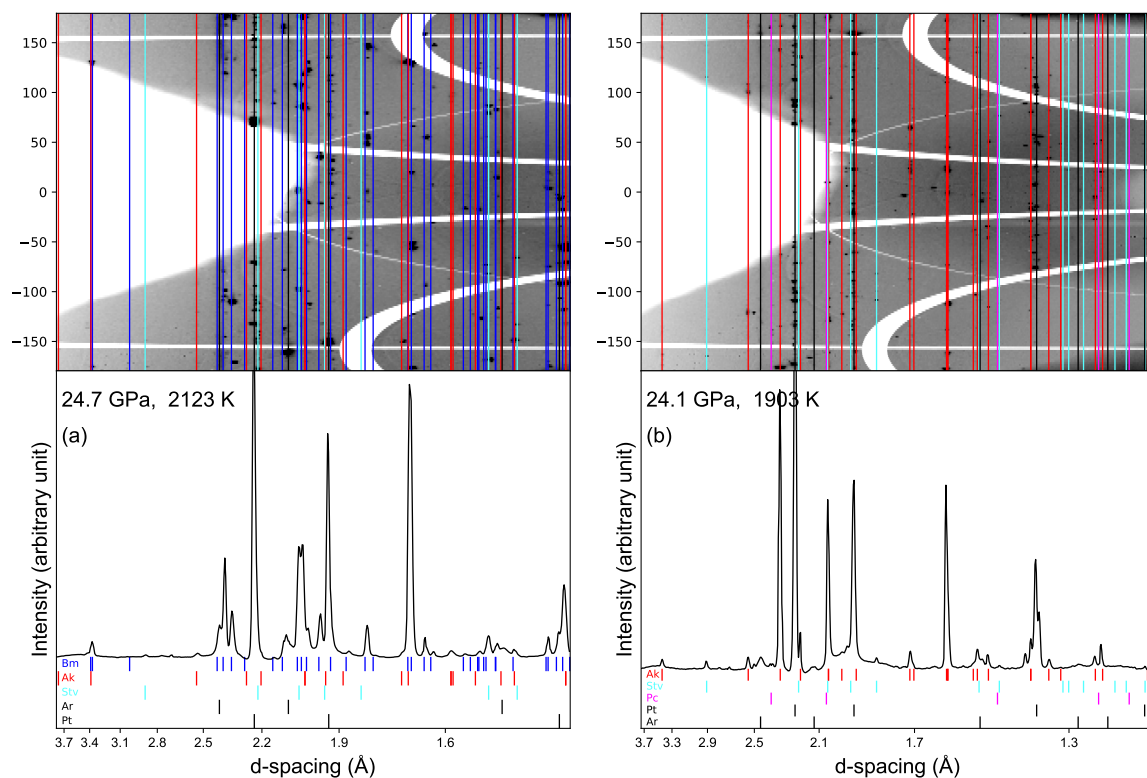 150
100
50
0
−50
−100
−150
24.7 GPa, 2123 K
(a)
Intensity (arbitrary unit)
Bm
Ak
Stv
Ar
Pt
3.7 3.4 3.1 2.8 2.5 2.2 1.9 1.6
d-spacing (Å)
150
100
50
0
−50
−100
−150
24.1 GPa, 1903 K
(b)
Intensity (arbitrary unit)
Ak
Stv
Pc
Pt
Ar
3.7 3.3 2.9 2.5 2.1 1.7 1.3
d-spacing (Å)